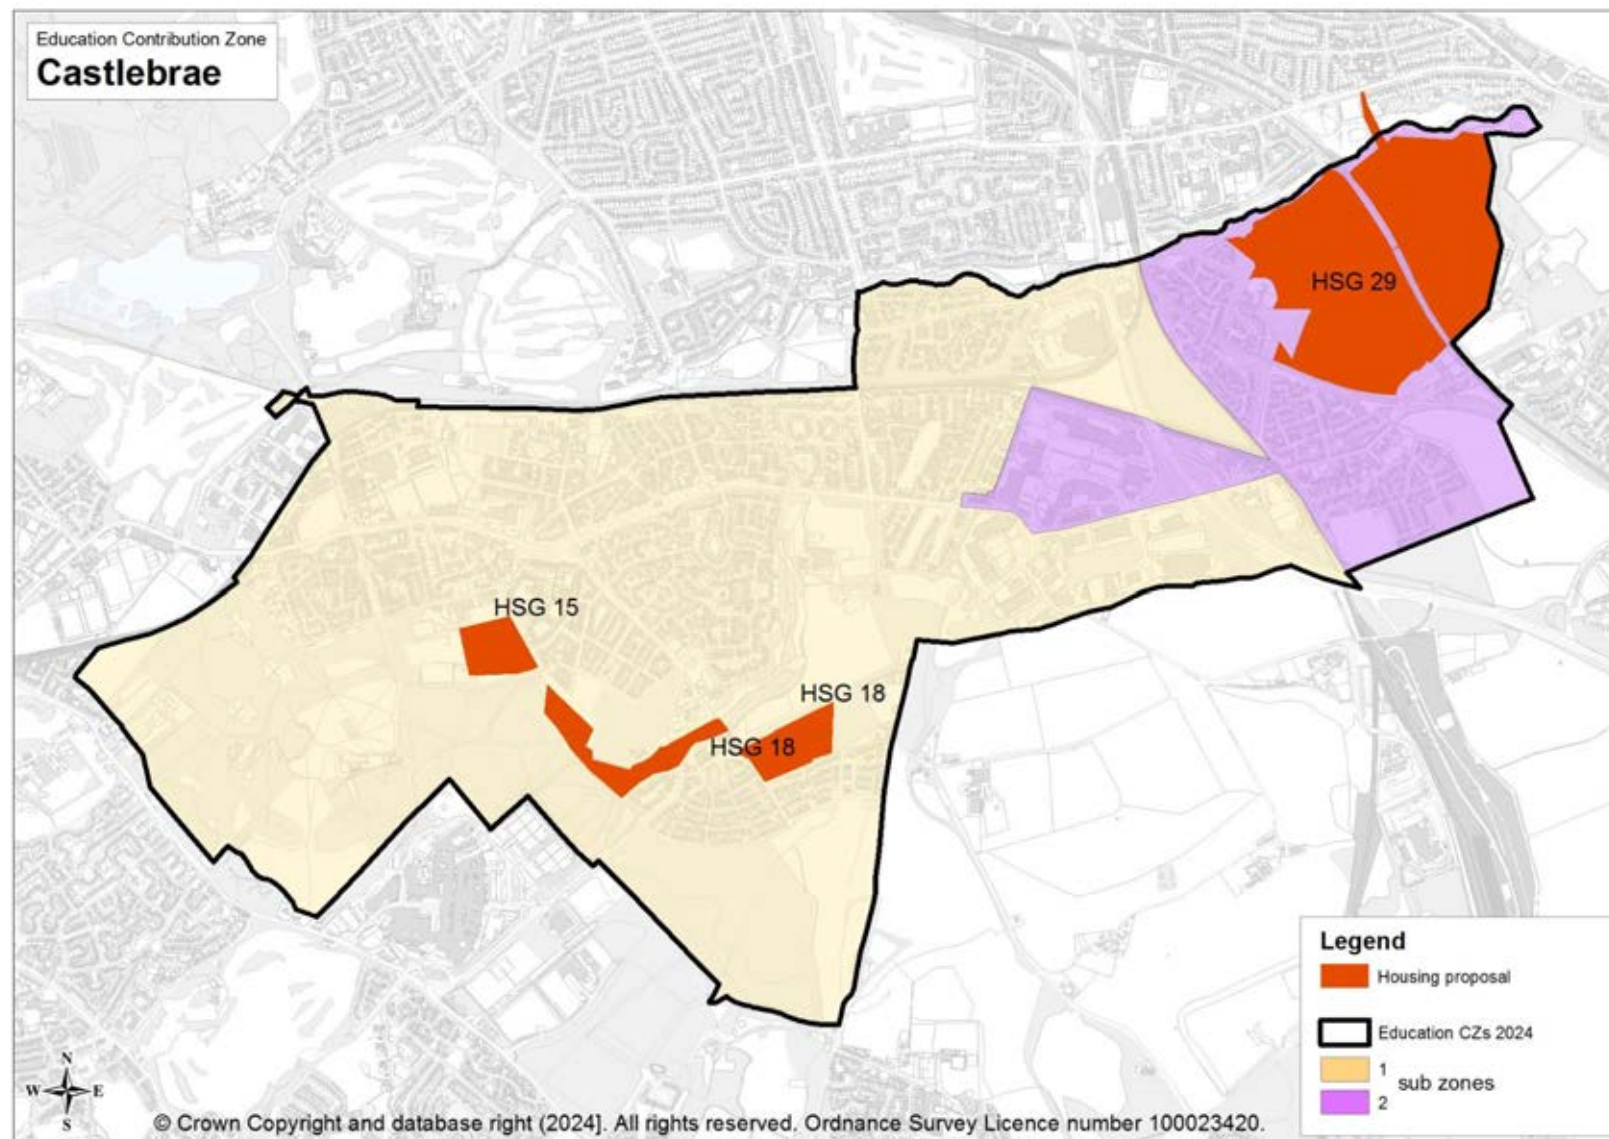 Education Contribution Zone
Castlebrae
HSG 29
HSG 15
HSG 18
HSG 18
Legend
Housing proposal
Education CZs 2024
1
sub zones
2
N
W E
S
© Crown Copyright and database right (2024]. All rights reserved. Ordnance Survey Licence number 100023420.